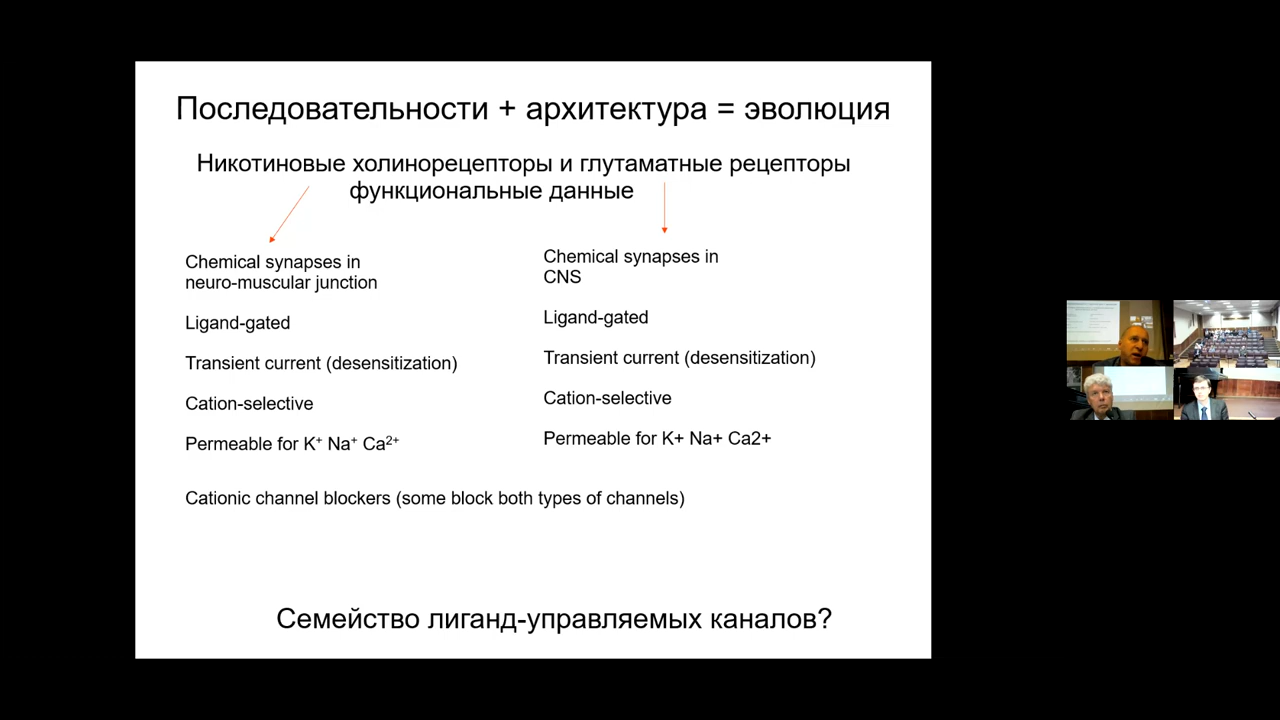 Последовательности + архитектура = эволюция
Никотиновые холинорецепторы и глутаматные рецепторы
функциональные данные
Chemical synapses in
neuro-muscular junction
Ligand-gated
Transient current (desensitization)
Cation-selective
Permeable for K⁺ Na⁺ Ca²⁺
Chemical synapses in
CNS
Ligand-gated
Transient current (desensitization)
Cation-selective
Permeable for K+ Na+ Ca2+
Cationic channel blockers (some block both types of channels)
Семейство лиганд-управляемых каналов?